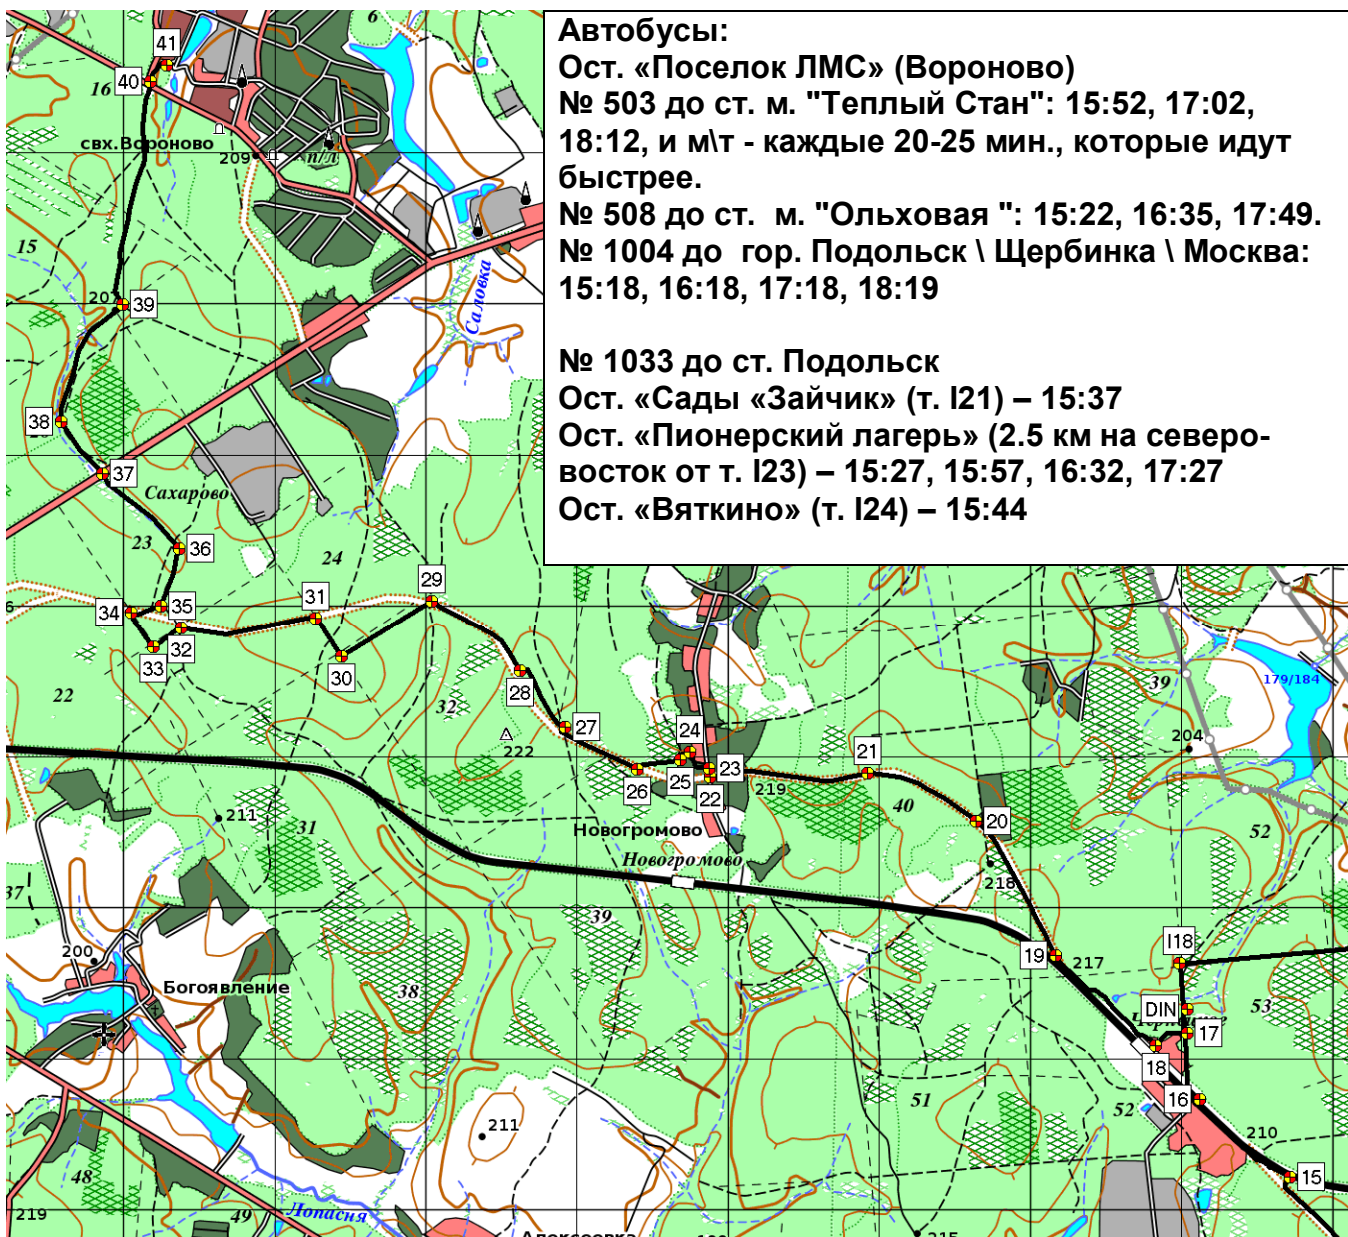 Автобусы:
Ост. «Поселок ЛМС» (Вороново)
№ 503 до ст. м. "Теплый Стан": 15:52, 17:02,
18:12, и м\т - каждые 20-25 мин., которые идут
быстрее.
№ 508 до ст. м. "Ольховая ": 15:22, 16:35, 17:49.
№ 1004 до гор. Подольск \ Щербинка \ Москва:
15:18, 16:18, 17:18, 18:19
№ 1033 до ст. Подольск
Ост. «Сады «Зайчик» (т. I21) – 15:37
Ост. «Пионерский лагерь» (2.5 км на северо-
восток от т. I23) – 15:27, 15:57, 16:32, 17:27
Ост. «Вяткино» (т. I24) – 15:44
6
41
40
16
свх.Вороново
209
п/л
15
Саловка
39
38
37
Сахарово
23
36
24
29
31
34
35
33
32
30
22
32
28
222
27
24
25
26
23
22
219
21
40
20
39
204
179/184
52
211
31
Новогромово
Новогромово
218
37
39
200
Богоявление
38
19
217
I18
DIN
53
17
18
16
51
52
210
15
211
48
49
219
Лопасня